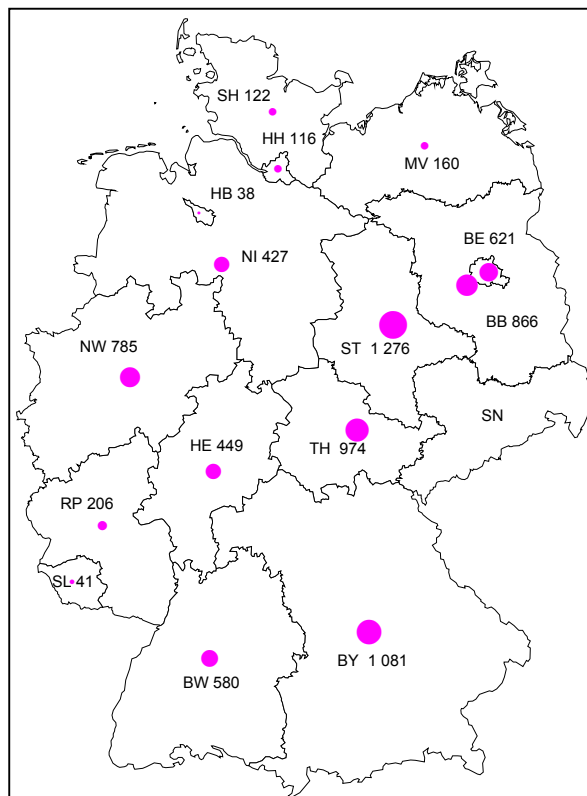 SH 122
HH 116
MV 160
HB 38
BE 621
NI 427
BB 866
ST 1 276
NW 785
SN
HE 449
TH 974
RP 206
SL 41
BY 1 081
BW 580